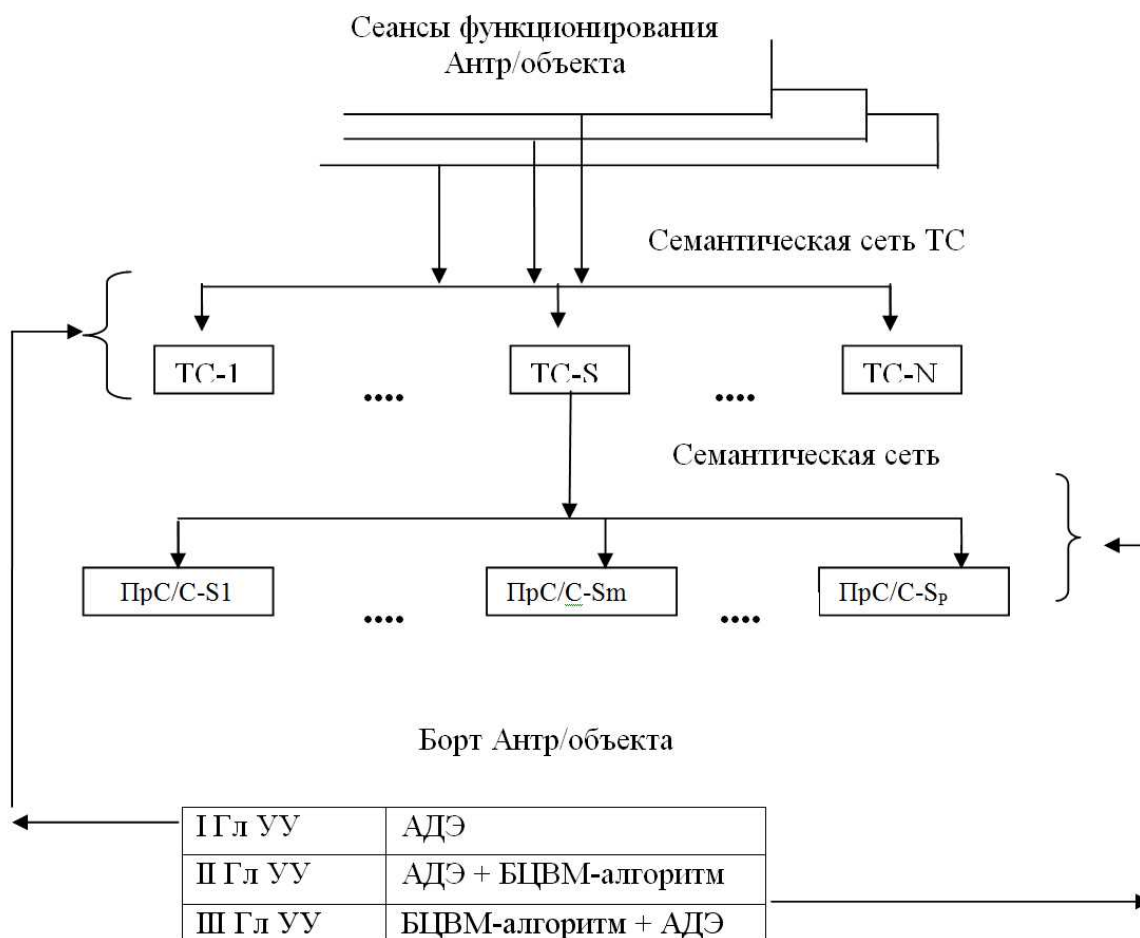 Сеансы функционирования
Антр/объекта
Семантическая сеть ТС
ТС-1
ТС-S
ТС-N
....
....
Семантическая сеть
ПрС/С-S1
ПрС/С-Sm
ПрС/С-SP
....
....
Борт Антр/объекта
I Гл УУ АДЭ
II Гл УУ АДЭ + БЦВМ-алгоритм
III Гл УУ БЦВМ-алгоритм + АДЭ